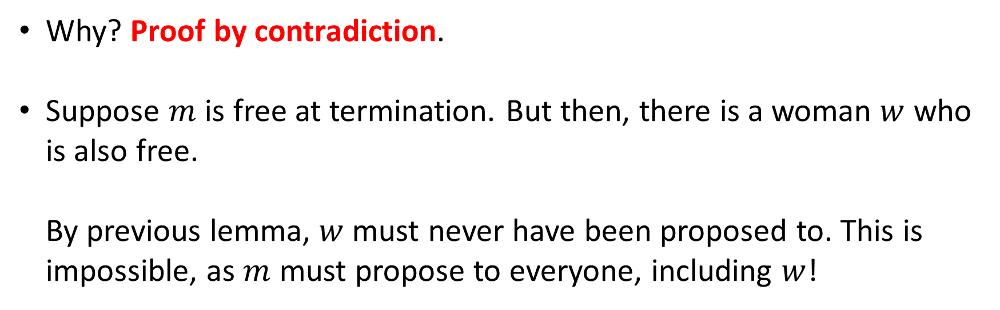 • Why? Proof by contradiction.
• Suppose m is free at termination. But then, there is a woman w who
is also free.
By previous lemma, w must never have been proposed to. This is
impossible, as m must propose to everyone, including w!